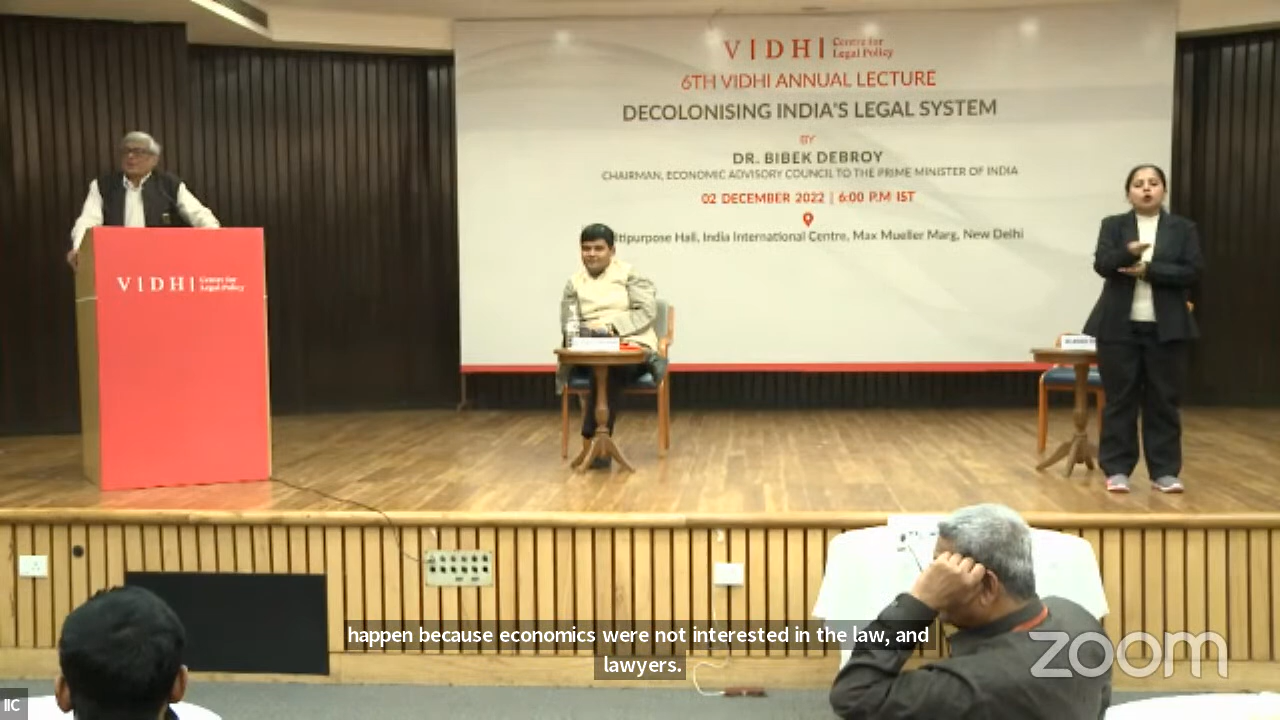 V|DH| Centre for
Legal Policy
6TH VIDHI ANNUAL LECTURE
DECOLONISING INDIA'S LEGAL SYSTEM
BY
DR. BIBEK DEBROY
CHAIRMAN, ECONOMIC ADVISORY COUNCIL TO THE PRIME MINISTER OF INDIA
02 DECEMBER 2022 | 6:00 P.M IST
ltipurpose Hall, India International Centre, Max Mueller Marg, New Delhi
V|DH| Centre for
Legal Policy
happen because economics were not interested in the law, and
lawyers.
zoom
IIC